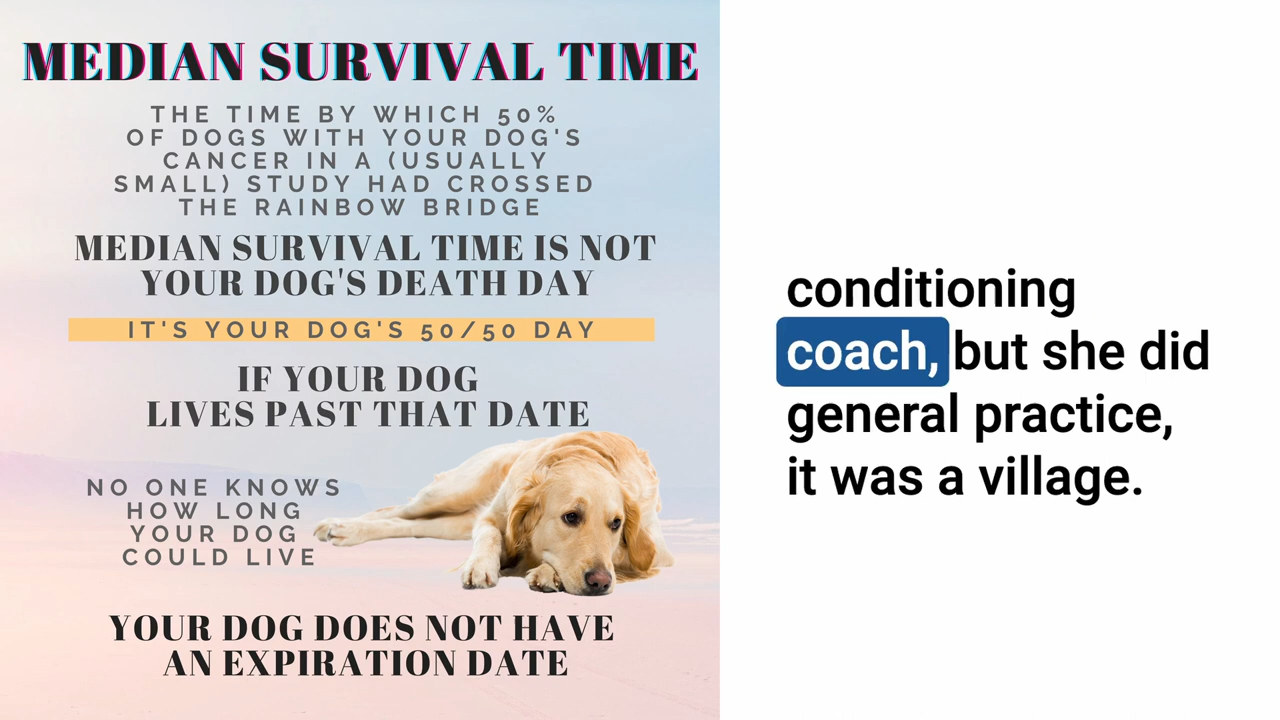 MEDIAN SURVIVAL TIME
THE TIME BY WHICH 50%
OF DOGS WITH YOUR DOG'S
CANCER IN A (USUALLY
SMALL) STUDY HAD CROSSED
THE RAINBOW BRIDGE
MEDIAN SURVIVAL TIME IS NOT
YOUR DOG'S DEATH DAY
IT'S YOUR DOG'S 50/50 DAY
IF YOUR DOG
LIVES PAST THAT DATE
NO ONE KNOWS
HOW LONG
YOUR DOG
COULD LIVE
YOUR DOG DOES NOT HAVE
AN EXPIRATION DATE
conditioning
coach, but she did
general practice,
it was a village.